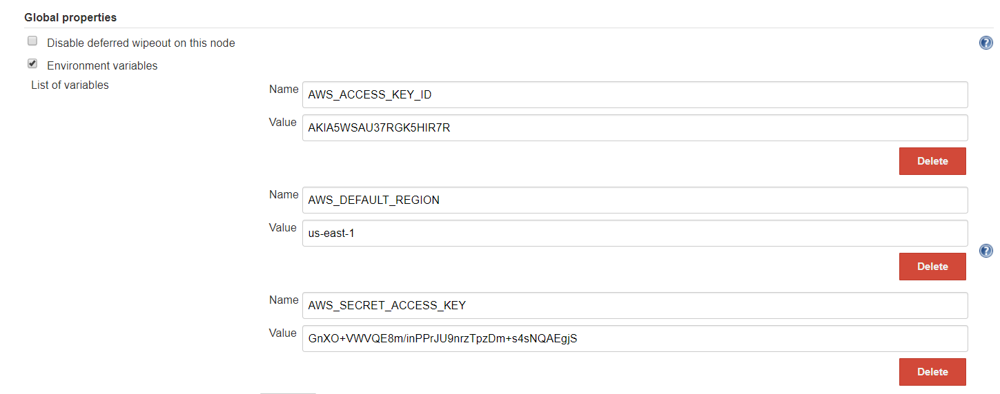 Global properties
Disable deferred wipeout on this node
Environment variables
List of variables
Name AWS_ACCESS_KEY_ID
Value AKIA5WSAU37RGK5HIR7R
Delete
Name AWS_DEFAULT_REGION
Value us-east-1
Delete
Name AWS_SECRET_ACCESS_KEY
Value GnXO+VWVQE8m/inPPrJU9nrzTpzDm+s4sNQAEgjS
Delete